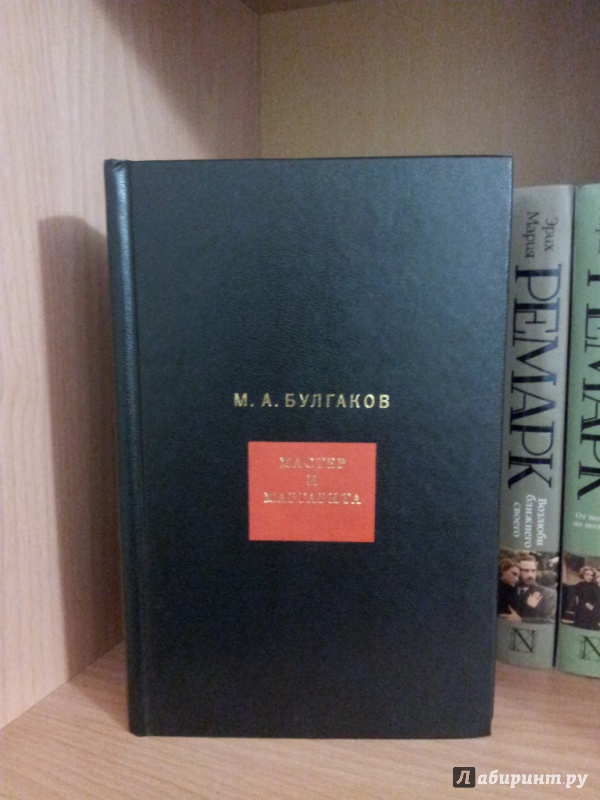 М. А. БУЛГАКОВ
МАСТЕР
И
МАРГАРИТА
Эрих
Мария
РЕМАРК
Возлюби
ближнего
своего
N
РЕМАРК
N
Лабиринт.ру